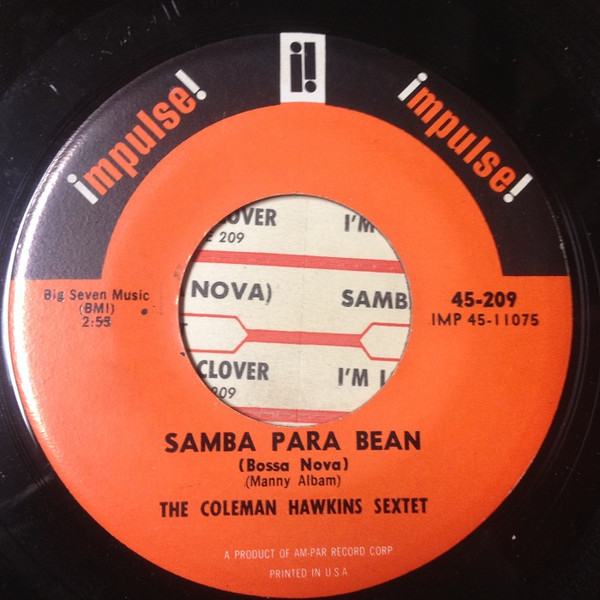 impulse!
i!
impulse!
LOVER I'M
209
NOVA) SAMB
CLOVER I'M
209
Big Seven Music
(BMI)
2:53
45-209
IMP 45-11075
SAMBA PARA BEAN
(Bossa Nova)
(Manny Albam)
THE COLEMAN HAWKINS SEXTET
A PRODUCT OF AM-PAR RECORD CORP
PRINTED IN U.S.A